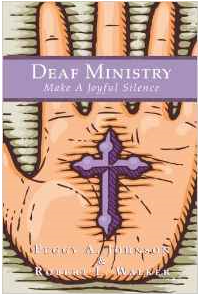 DEAF MINISTRY
Make A Joyful Silence
PEGGY A. JOHNSON
&
ROBERT L. WALKER